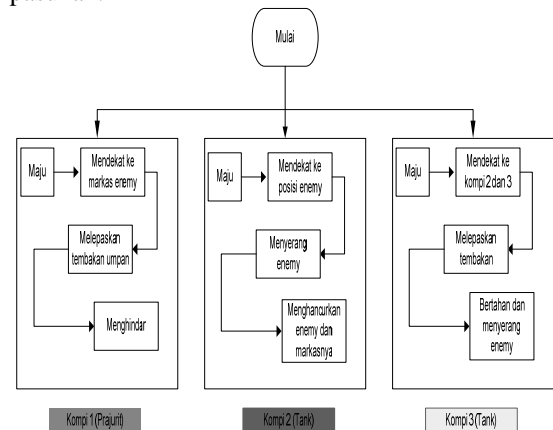 Mulai
Maju
Mendekat ke
markas enemy
Melepaskan
tembakan umpan
Menghindar
Maju
Mendekat ke
posisi enemy
Menyerang
enemy
Menghancurkan
enemy dan
markasnya
Maju
Mendekat ke
kompi 2 dan 3
Melepaskan
tembakan
Bertahan dan
menyerang
enemy
Kompi 1 (Prajurit)
Kompi 2 (Tank)
Kompi 3 (Tank)